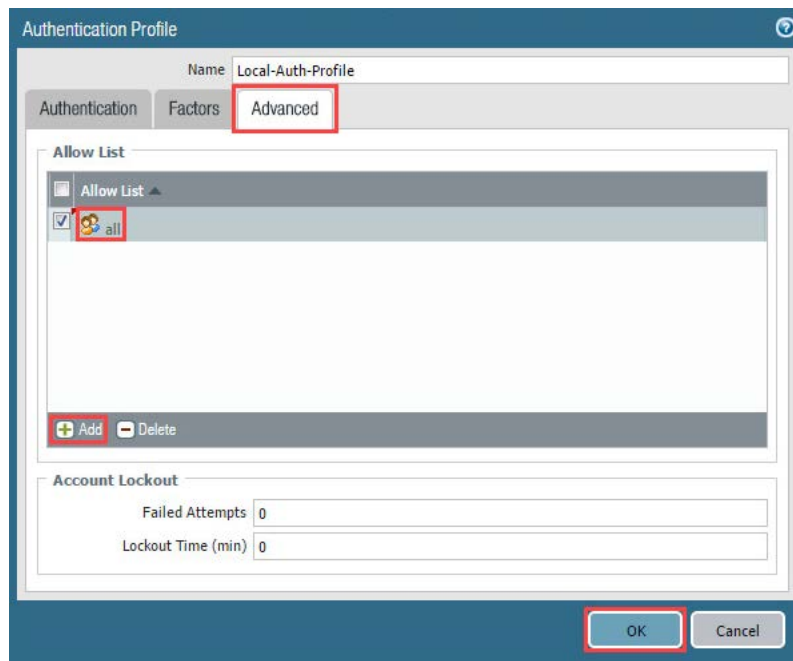 Authentication Profile
Name Local-Auth-Profile
Authentication Factors Advanced
Allow List
Allow List
all
Add Delete
Account Lockout
Failed Attempts 0
Lockout Time (min) 0
OK Cancel